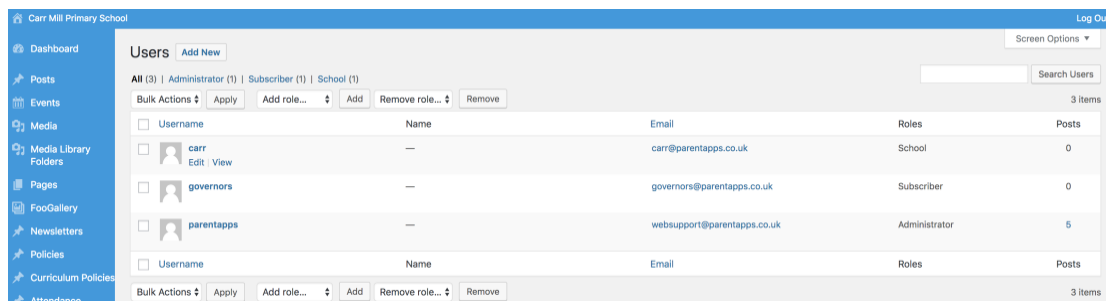 Carr Mill Primary School Log Ou
Dashboard
Posts
Events
Media
Media Library
Folders
Pages
FooGallery
Newsletters
Policies
Curriculum Policies
Attendance
Screen Options ▼
Users Add New
All (3) | Administrator (1) | Subscriber (1) | School (1)
Search Users
Bulk Actions Apply Add role... Add Remove role... Remove 3 items
Username Name Email Roles Posts
carr — carr@parentapps.co.uk School 0
Edit | View
governors — governors@parentapps.co.uk Subscriber 0
parentapps — websupport@parentapps.co.uk Administrator 5
Username Name Email Roles Posts
Bulk Actions Apply Add role... Add Remove role... Remove 3 items